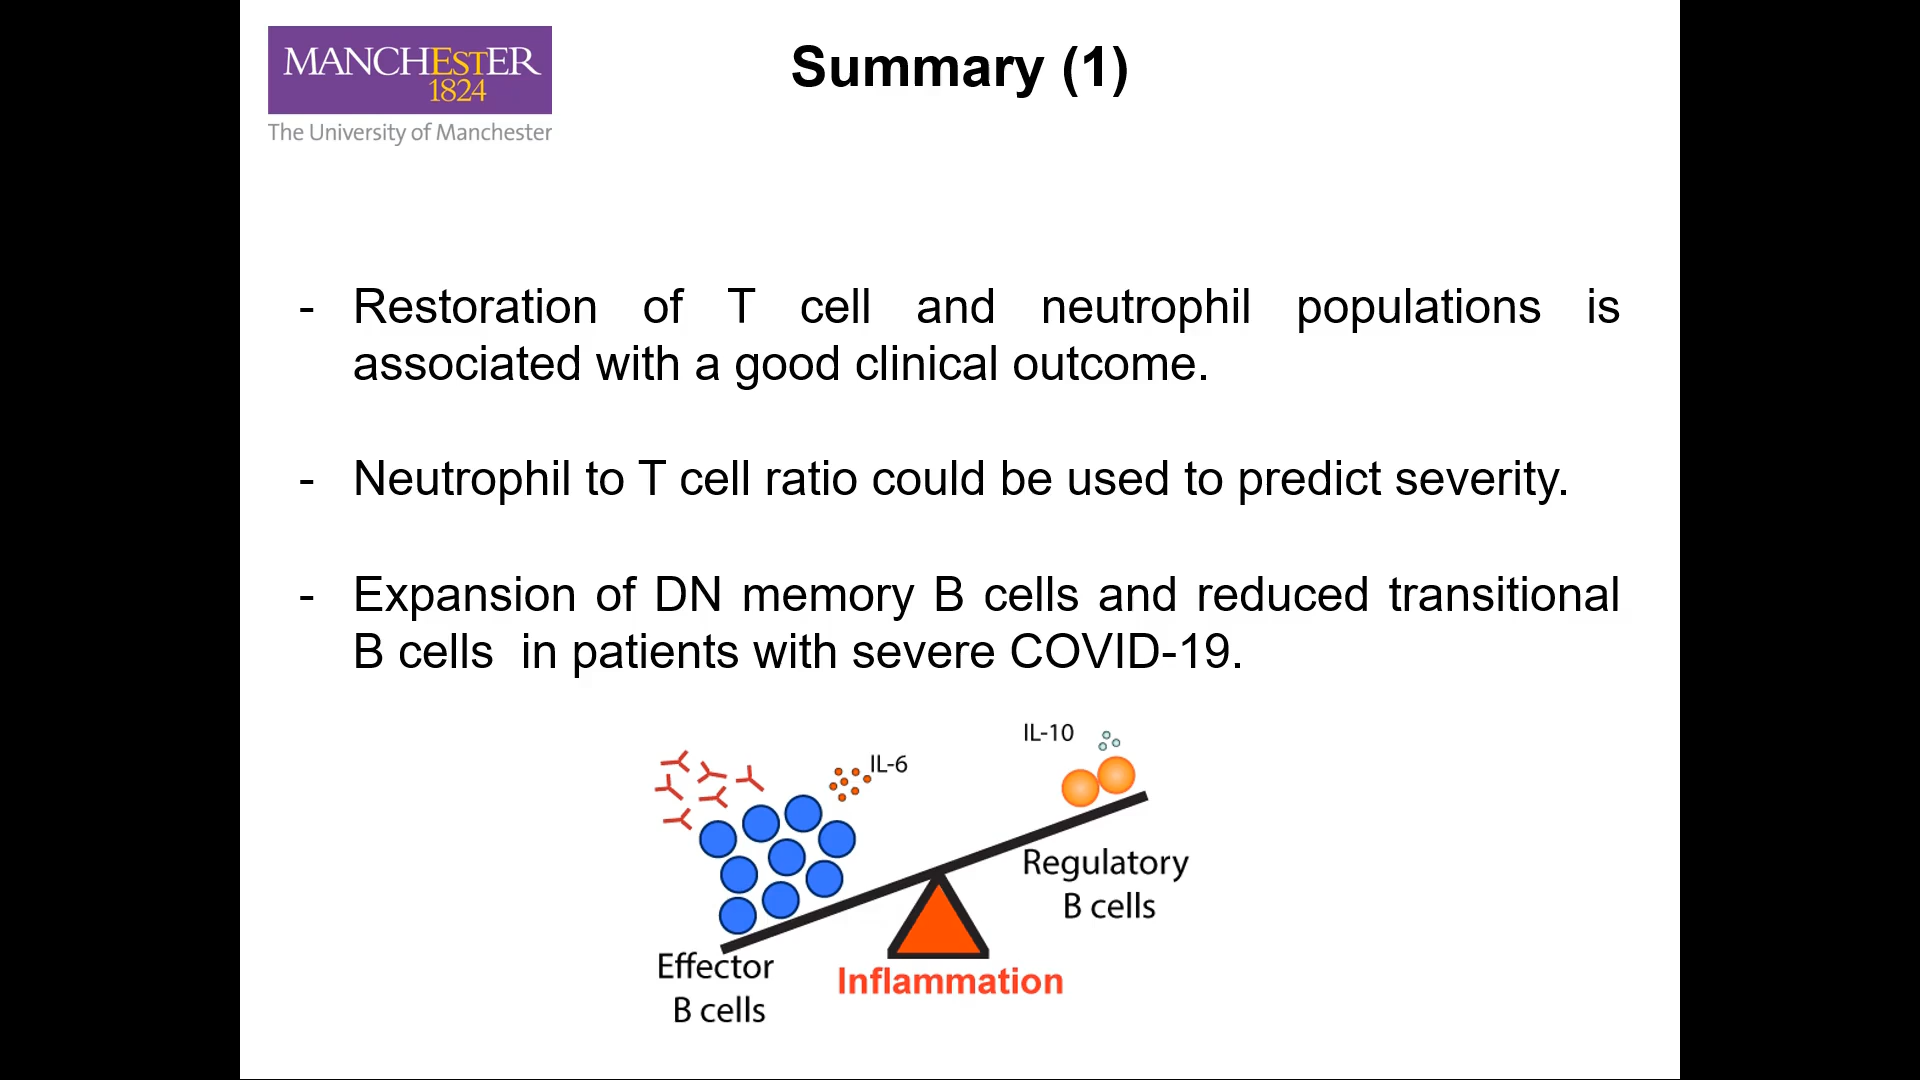 MANCHESTER
1824
The University of Manchester
Summary (1)
- Restoration of T cell and neutrophil populations is
associated with a good clinical outcome.
- Neutrophil to T cell ratio could be used to predict severity.
- Expansion of DN memory B cells and reduced transitional
B cells in patients with severe COVID-19.
IL-6
IL-10
Regulatory
B cells
Effector
B cells
Inflammation